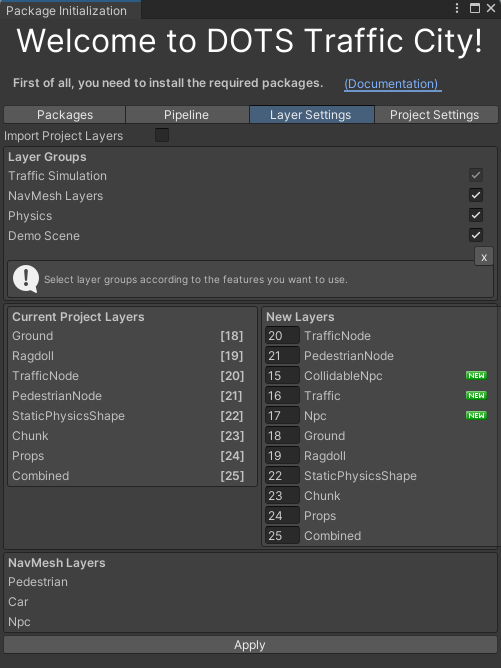 Package Initialization
Welcome to DOTS Traffic City!
First of all, you need to install the required packages. (Documentation)
Packages Pipeline Layer Settings Project Settings
Import Project Layers
Layer Groups
Traffic Simulation
NavMesh Layers
Physics
Demo Scene
x
Select layer groups according to the features you want to use.
Current Project Layers
Ground [18]
Ragdoll [19]
TrafficNode [20]
PedestrianNode [21]
StaticPhysicsShape [22]
Chunk [23]
Props [24]
Combined [25]
New Layers
20 TrafficNode
21 PedestrianNode
15 CollidableNpc NEW
16 Traffic NEW
17 Npc NEW
18 Ground
19 Ragdoll
22 StaticPhysicsShape
23 Chunk
24 Props
25 Combined
NavMesh Layers
Pedestrian
Car
Npc
Apply